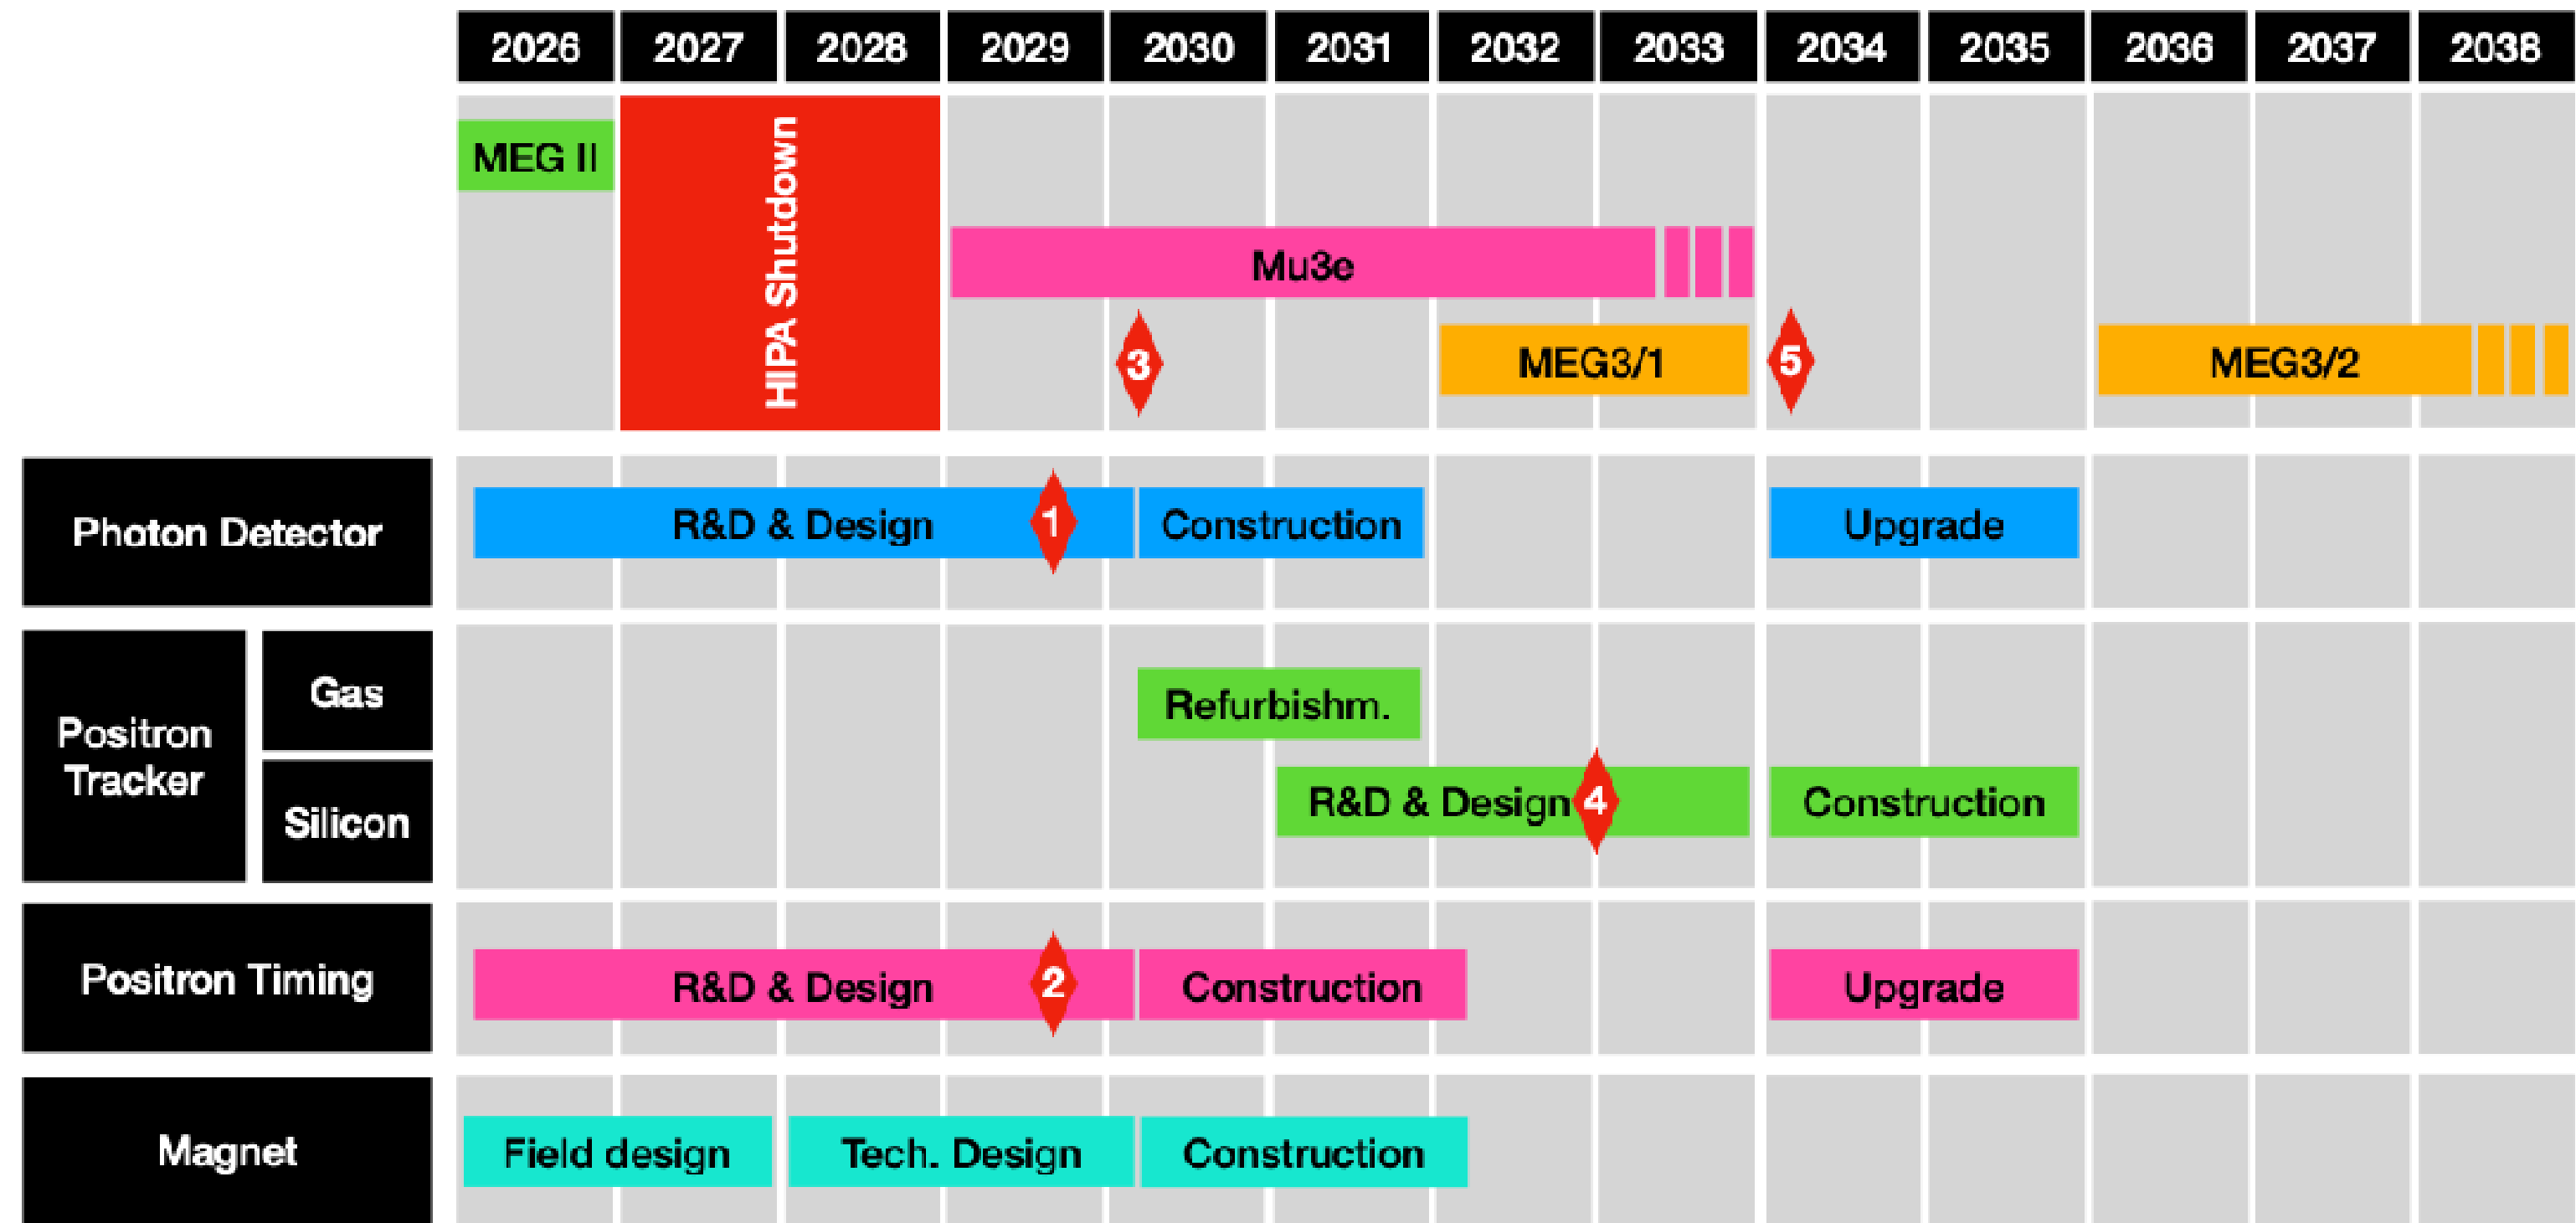 2026 2027 2028 2029 2030 2031 2032 2033 2034 2035 2036 2037 2038
MEG II
HIPA Shutdown
Mu3e
3
MEG3/1
5
MEG3/2
Photon Detector
R&D & Design
1
Construction
Upgrade
Positron
Tracker
Gas
Refurbishm.
Silicon
R&D & Design
4
Construction
Positron Timing
R&D & Design
2
Construction
Upgrade
Magnet
Field design
Tech. Design
Construction